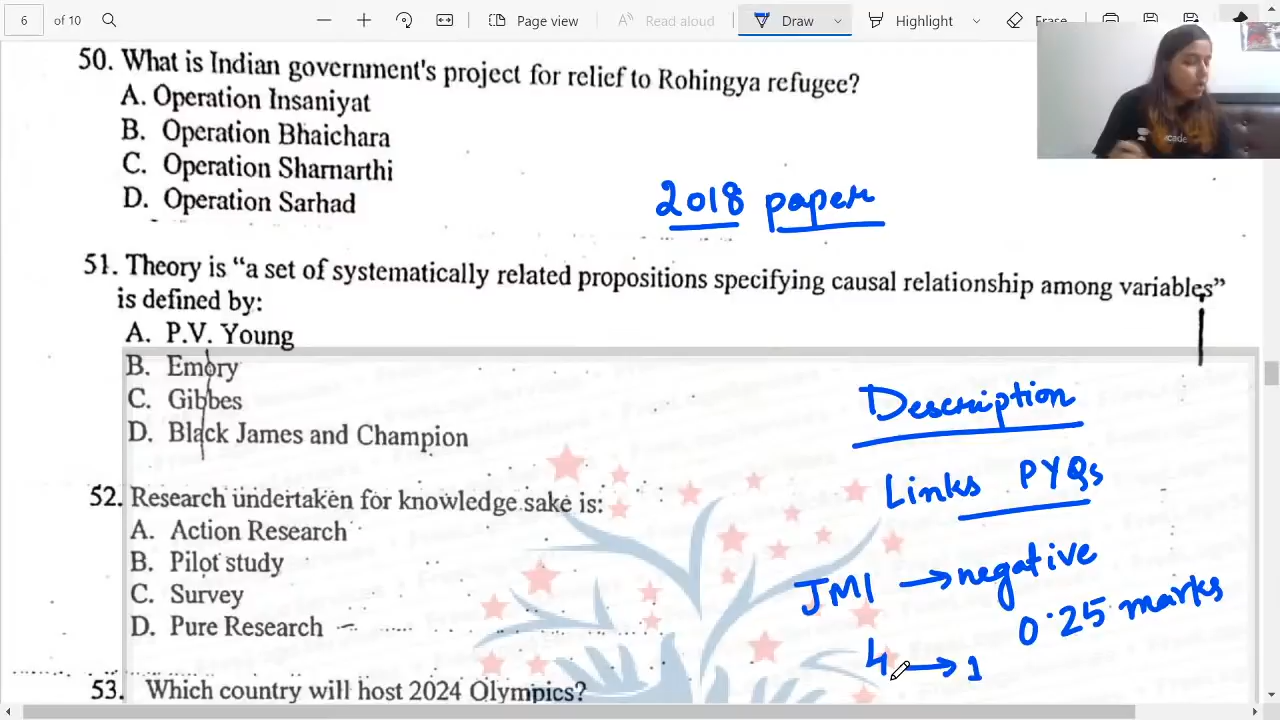 6 of 10
Page view
Read aloud
Draw
Highlight
Erase
50. What is Indian government's project for relief to Rohingya refugee?
A. Operation Insaniyat
B. Operation Bhaichara
C. Operation Sharnarthi
D. Operation Sarhad
2018 paper
51. Theory is “a set of systematically related propositions specifying causal relationship among variables”
is defined by:
A. P.V. Young
B. Emory
C. Gibbes
D. Black James and Champion
Description
Links PYQs
52. Research undertaken for knowledge sake is:
A. Action Research
B. Pilot study
C. Survey
D. Pure Research
JMI → negative
0.25 marks
4 → 1
53. Which country will host 2024 Olympics?